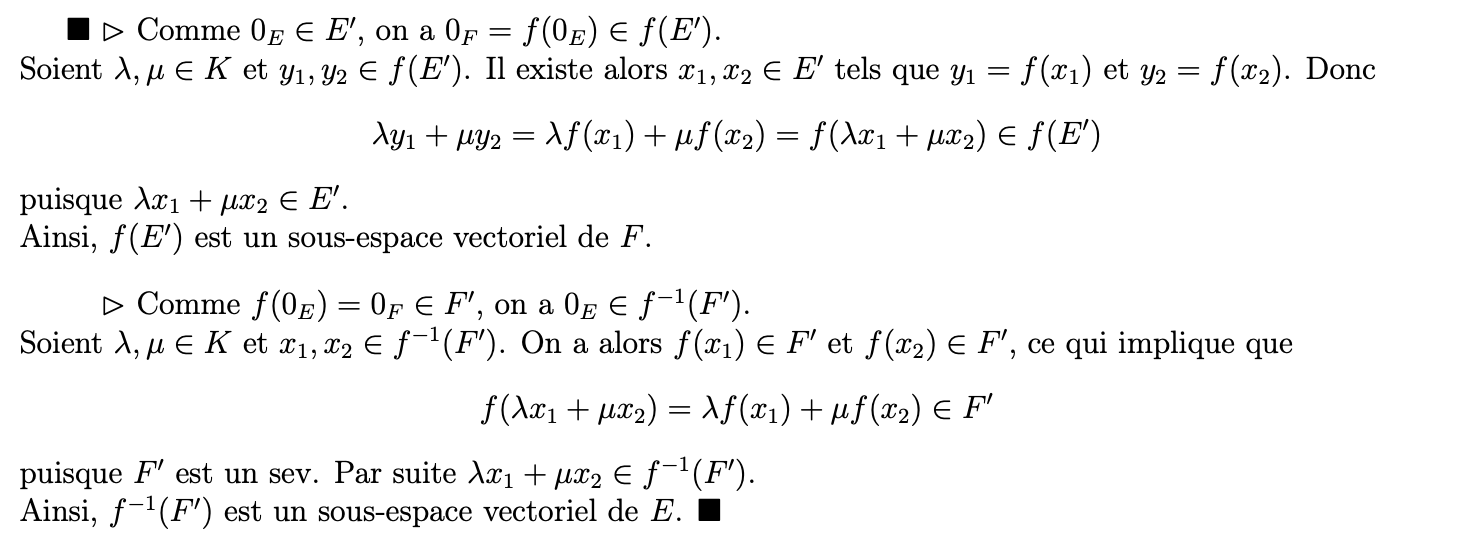 ■ ▷ Comme 0_E ∈ E′, on a 0_F = f(0_E) ∈ f(E′).
Soient λ, μ ∈ K et y₁, y₂ ∈ f(E′). Il existe alors x₁, x₂ ∈ E′ tels que y₁ = f(x₁) et y₂ = f(x₂). Donc
λy₁ + μy₂ = λf(x₁) + μf(x₂) = f(λx₁ + μx₂) ∈ f(E′)
puisque λx₁ + μx₂ ∈ E′.
Ainsi, f(E′) est un sous-espace vectoriel de F.
▷ Comme f(0_E) = 0_F ∈ F′, on a 0_E ∈ f⁻¹(F′).
Soient λ, μ ∈ K et x₁, x₂ ∈ f⁻¹(F′). On a alors f(x₁) ∈ F′ et f(x₂) ∈ F′, ce qui implique que
f(λx₁ + μx₂) = λf(x₁) + μf(x₂) ∈ F′
puisque F′ est un sev. Par suite λx₁ + μx₂ ∈ f⁻¹(F′).
Ainsi, f⁻¹(F′) est un sous-espace vectoriel de E. ■